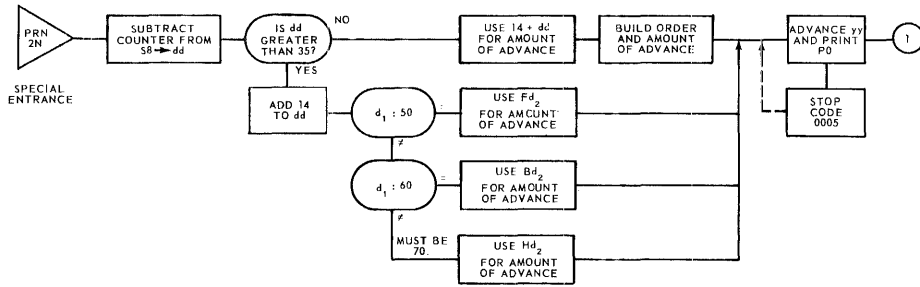 PRN
2N
SPECIAL
ENTRANCE
SUBTRACT
COUNTER FROM
S8 → dd
IS dd
GREATER
THAN 35?
NO
YES
USE 14 + dd
FOR AMOUNT
OF ADVANCE
BUILD ORDER
AND AMOUNT
OF ADVANCE
ADVANCE yy
AND PRINT
P0
1
ADD 14
TO dd
d1 : 50
=
≠
USE Fd2
FOR AMOUNT
OF ADVANCE
STOP
CODE
0005
d1 : 60
=
≠
USE Bd2
FOR AMOUNT
OF ADVANCE
MUST BE
70.
USE Hd2
FOR AMOUNT
OF ADVANCE